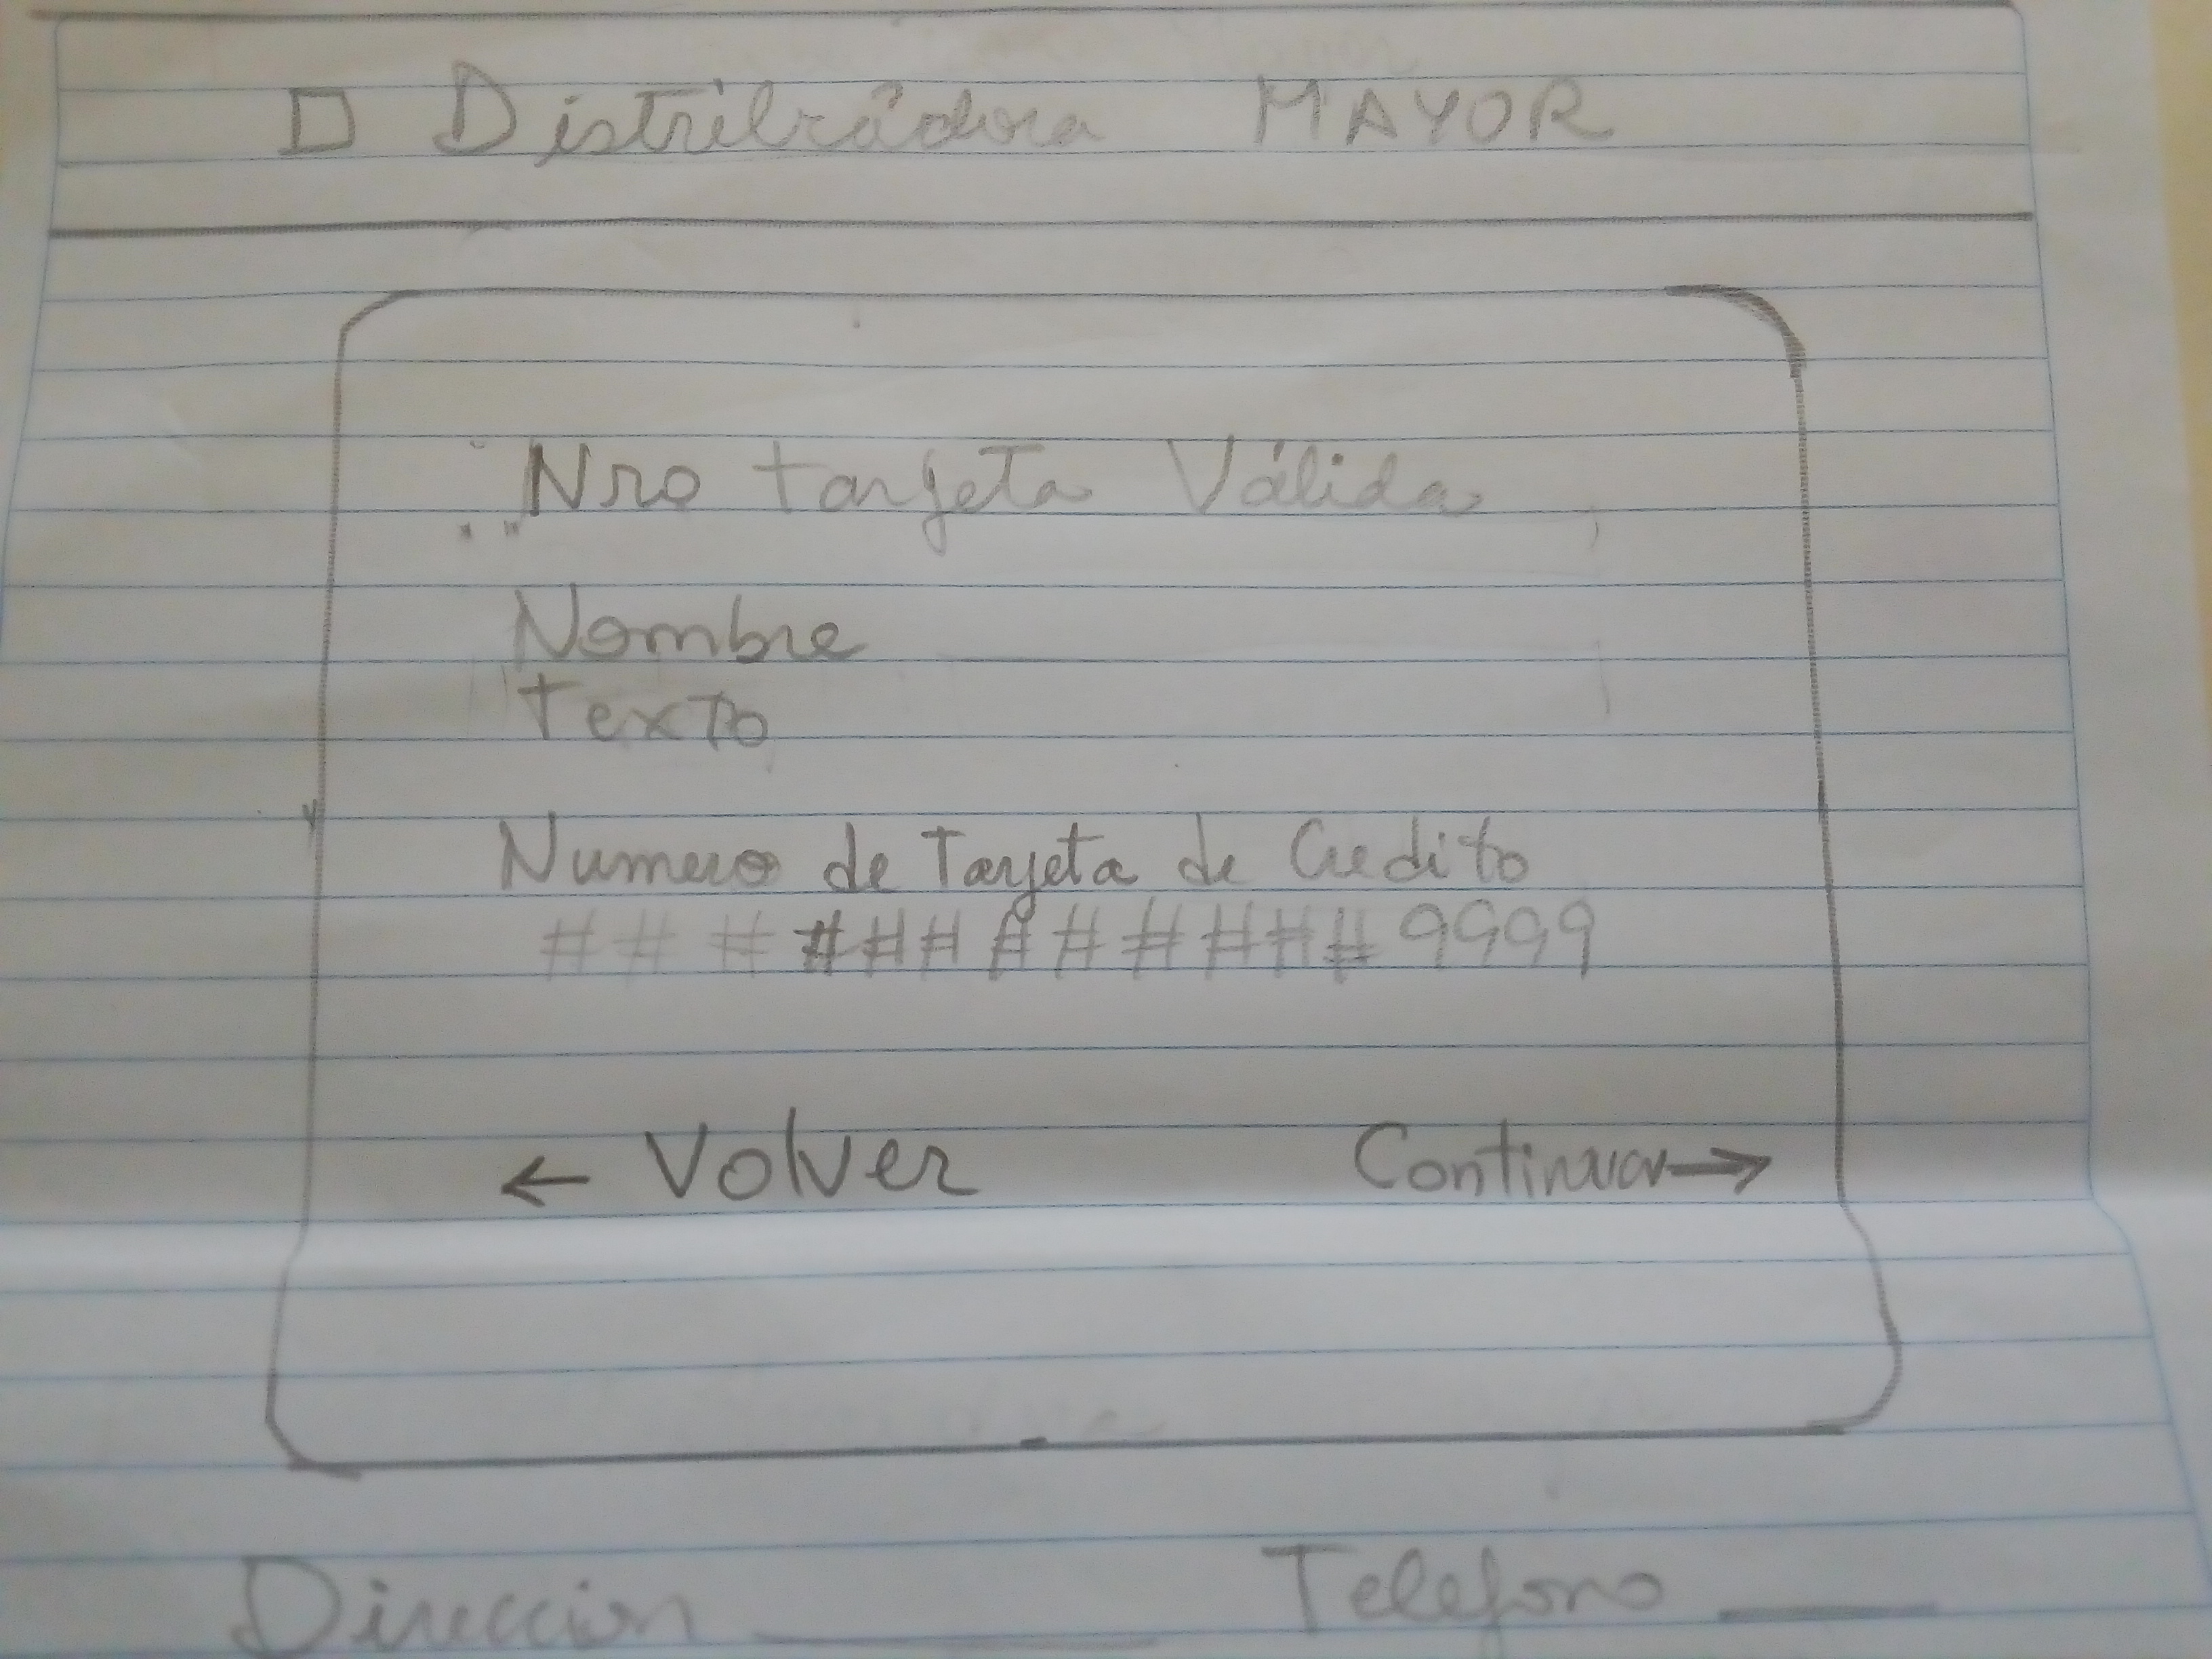 Distribuidora MAYOR
Nro tarjeta Válida
Nombre
texto
Numero de Tarjeta de Credito
############9999
← Volver Continuar →
Direccion ______ Telefono ______